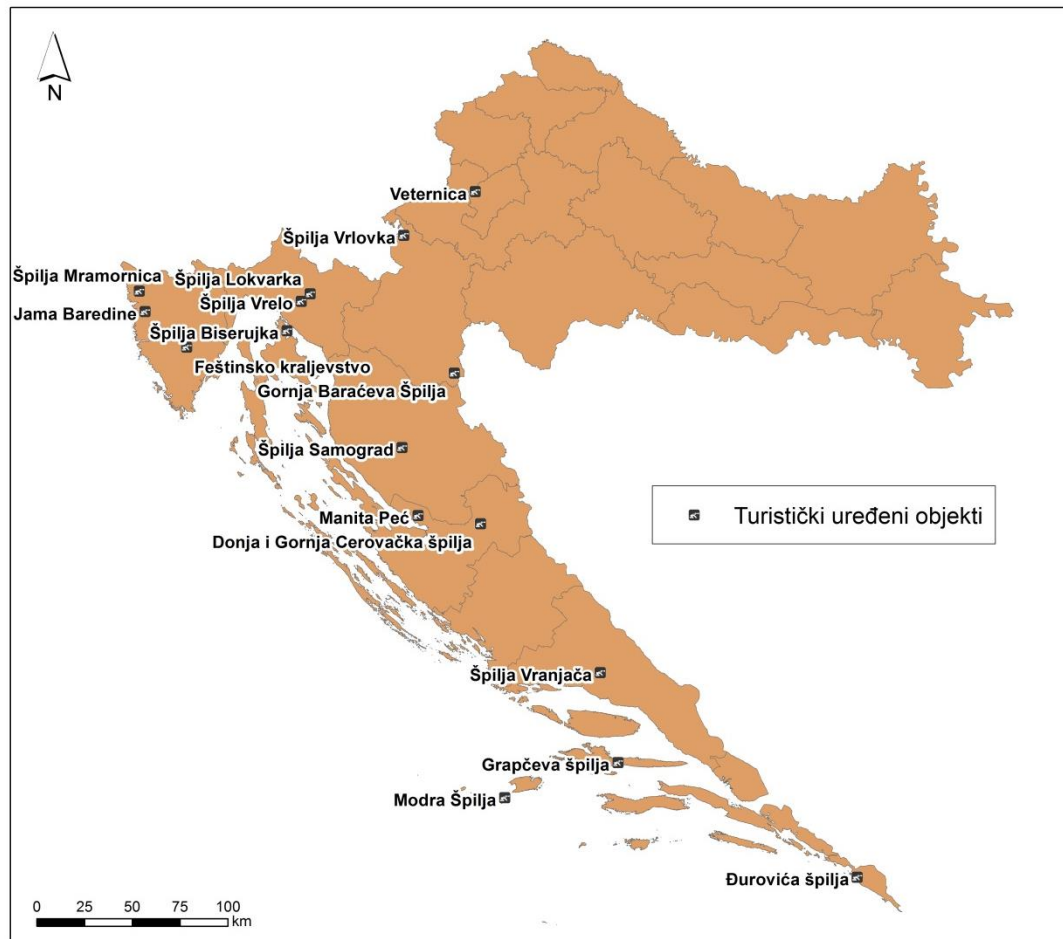 N
Veternica
Špilja Vrlovka
Špilja Mramornica
Špilja Lokvarka
Špilja Vrelo
Jama Baredine
Špilja Biserujka
Feštinsko kraljevstvo
Gornja Baraćeva Špilja
Špilja Samograd
Turistički uređeni objekti
Manita Peć
Donja i Gornja Cerovačka špilja
Špilja Vranjača
Grapčeva špilja
Modra Špilja
Đurovića špilja
0 25 50 75 100
km